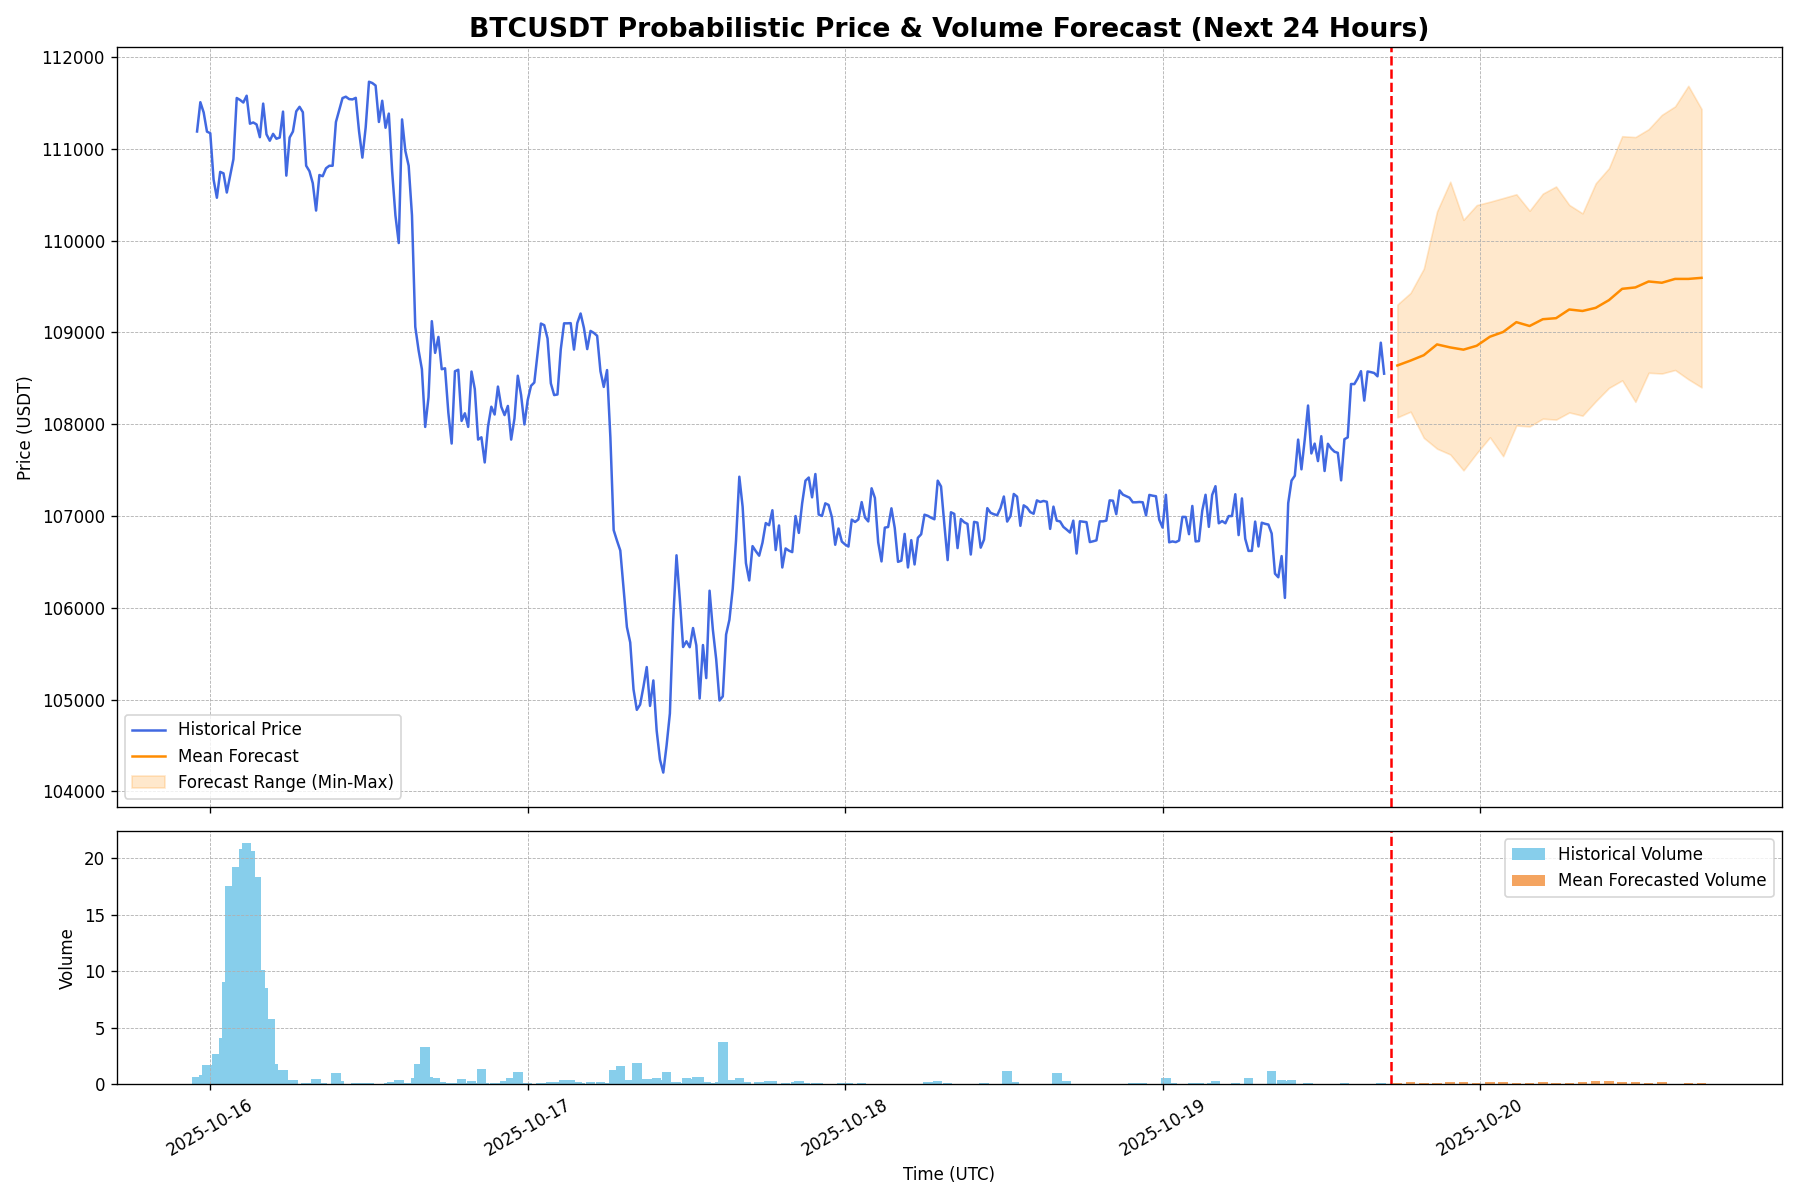 BTCUSDT Probabilistic Price & Volume Forecast (Next 24 Hours)
112000
111000
110000
109000
108000
107000
106000
105000
104000
Price (USDT)
Historical Price
Mean Forecast
Forecast Range (Min-Max)
20
15
10
5
0
Volume
Historical Volume
Mean Forecasted Volume
2025-10-16
2025-10-17
2025-10-18
2025-10-19
2025-10-20
Time (UTC)